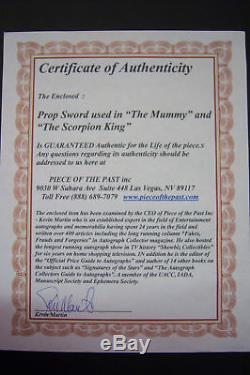 Certificate of Authenticity
The Enclosed :
Prop Sword used in "The Mummy" and
"The Scorpion King"
Is GUARANTEED Authentic for the Life of the piece.s
Any questions regarding its authenticity should be
addressed to us here at
PIECE OF THE PAST inc
9030 W Sahara Ave Suite 448 Las Vegas, NV 89117
Toll Free (888) 689-7079 www.pieceofthepast.com
The enclosed item has been examined by the CEO of Piece of the Past Inc
- Kevin Martin who is an established expert in the field of Entertainment
autographs and memorabilia having spent 24 years in the field and
written over 400 articles including the long running column "Fakes,
Frauds and Forgeries" in Autograph Collector magazine. He also hosted
the longest running autograph show in TV history "Showbiz Collectibles" for
six years on home shopping television. IN addition he is the editor of the
"Official Price Guide to Autographs" and author of 14 other books on
the subject such as "Signatures of the Stars" and "The Autograph
Collectors Guide to autographs". A member of the UACC, IADA,
Manuscript Society and Ephemera Society.
Kevin Martin